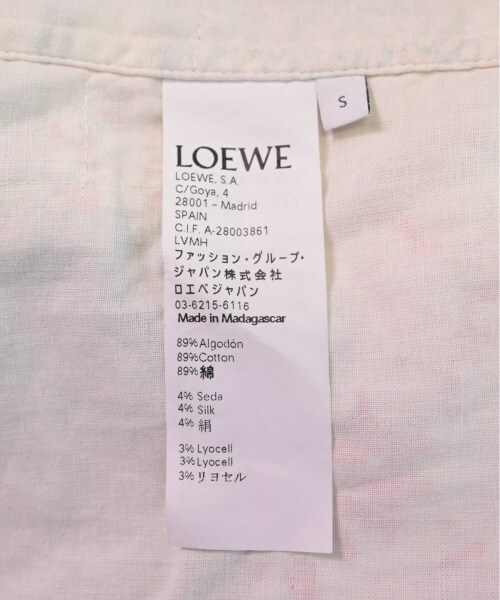 S
LOEWE
LOEWE, S.A.
C/Goya, 4
28001 - Madrid
SPAIN
C.I.F. A-28003861
LVMH
ファッション・グループ・
ジャパン株式会社
ロエベジャパン
03-6215-6116
Made in Madagascar
89% Algodón
89% Cotton
89% 綿
4% Seda
4% Silk
4% 絹
3% Lyocell
3% Lyocell
3% リヨセル